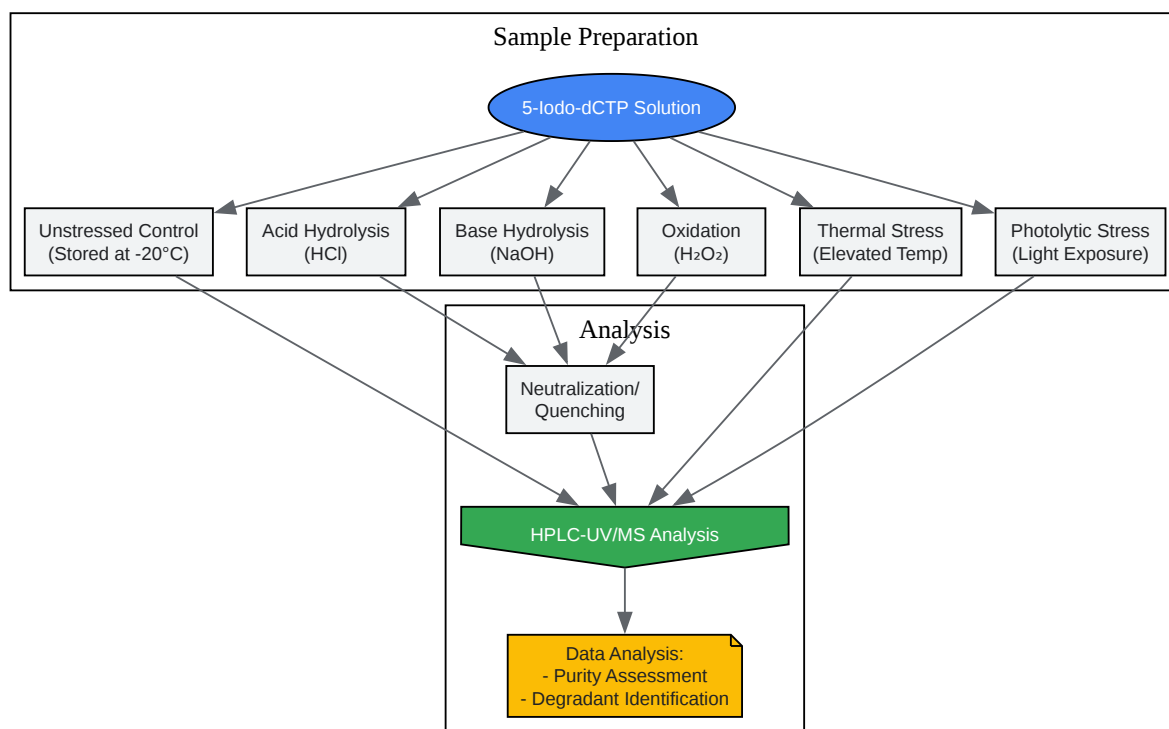 Sample Preparation
5-Iodo-dCTP Solution
Unstressed Control
(Stored at -20°C)
Acid Hydrolysis
(HCl)
Base Hydrolysis
(NaOH)
Oxidation
(H₂O₂)
Thermal Stress
(Elevated Temp)
Photolytic Stress
(Light Exposure)
Analysis
Neutralization/
Quenching
HPLC-UV/MS Analysis
Data Analysis:
- Purity Assessment
- Degradant Identification